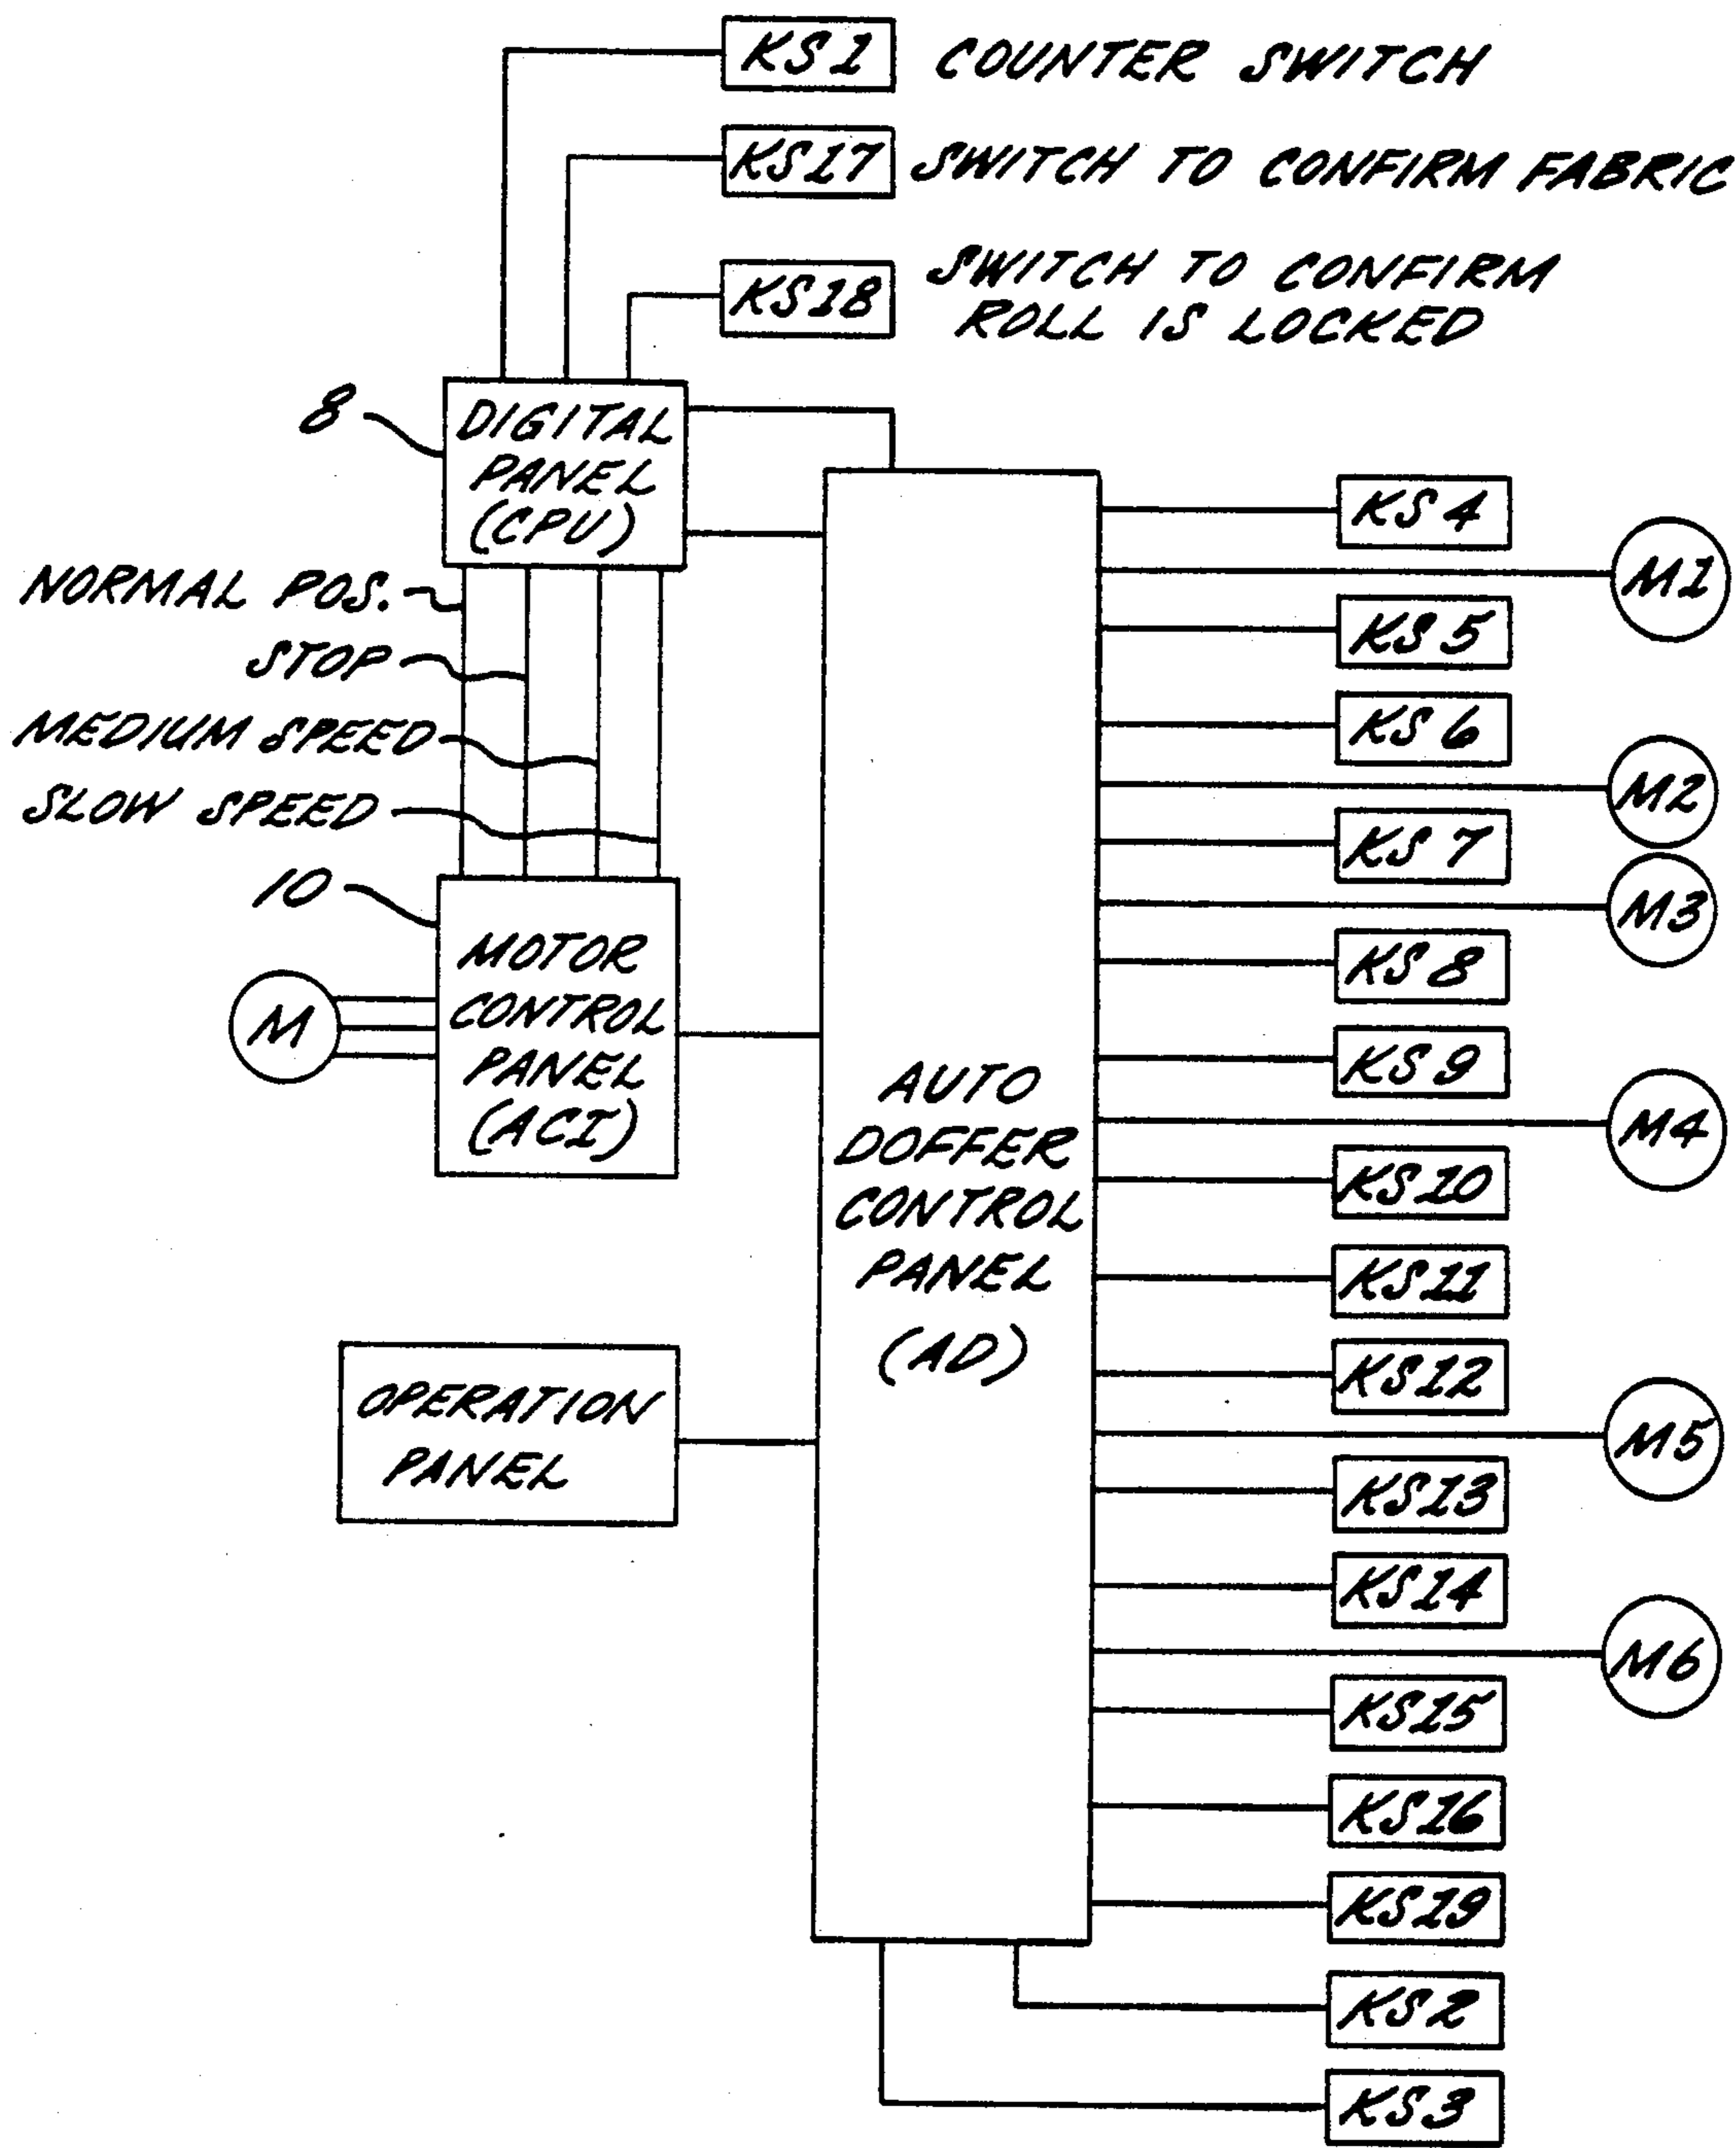 KS1 COUNTER SWITCH
KS17 SWITCH TO CONFIRM FABRIC
KS18 SWITCH TO CONFIRM
ROLL IS LOCKED
8
DIGITAL
PANEL
(CPU)
NORMAL POS.
STOP
MEDIUM SPEED
SLOW SPEED
10
MOTOR
CONTROL
PANEL
(ACI)
M
OPERATION
PANEL
AUTO
DOFFER
CONTROL
PANEL
(AD)
KS4
M1
KS5
KS6
M2
KS7
M3
KS8
KS9
M4
KS10
KS11
KS12
M5
KS13
KS14
M6
KS15
KS16
KS19
KS2
KS3